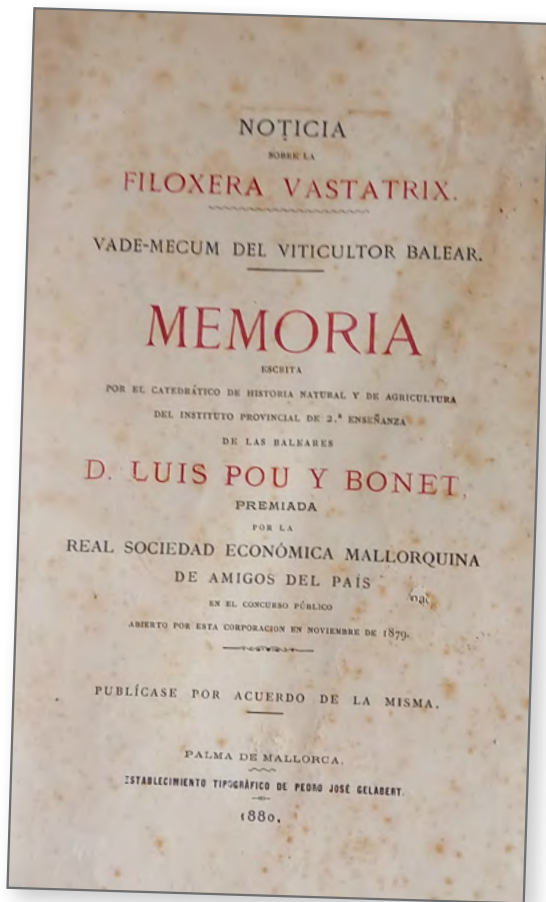 NOTICIA
SOBRE LA
FILOXERA VASTATRIX.
VADE-MECUM DEL VITICULTOR BALEAR.
MEMORIA
ESCRITA
POR EL CATEDRÁTICO DE HISTORIA NATURAL Y DE AGRICULTURA
DEL INSTITUTO PROVINCIAL DE 2.ª ENSEÑANZA
DE LAS BALEARES
D. LUIS POU Y BONET,
PREMIADA
POR LA
REAL SOCIEDAD ECONÓMICA MALLORQUINA
DE AMIGOS DEL PAÍS
EN EL CONCURSO PÚBLICO
ABIERTO POR ESTA CORPORACION EN NOVIEMBRE DE 1879.
PUBLÍCASE POR ACUERDO DE LA MISMA.
PALMA DE MALLORCA.
ESTABLECIMIENTO TIPOGRÁFICO DE PEDRO JOSÉ GELABERT.
1880.